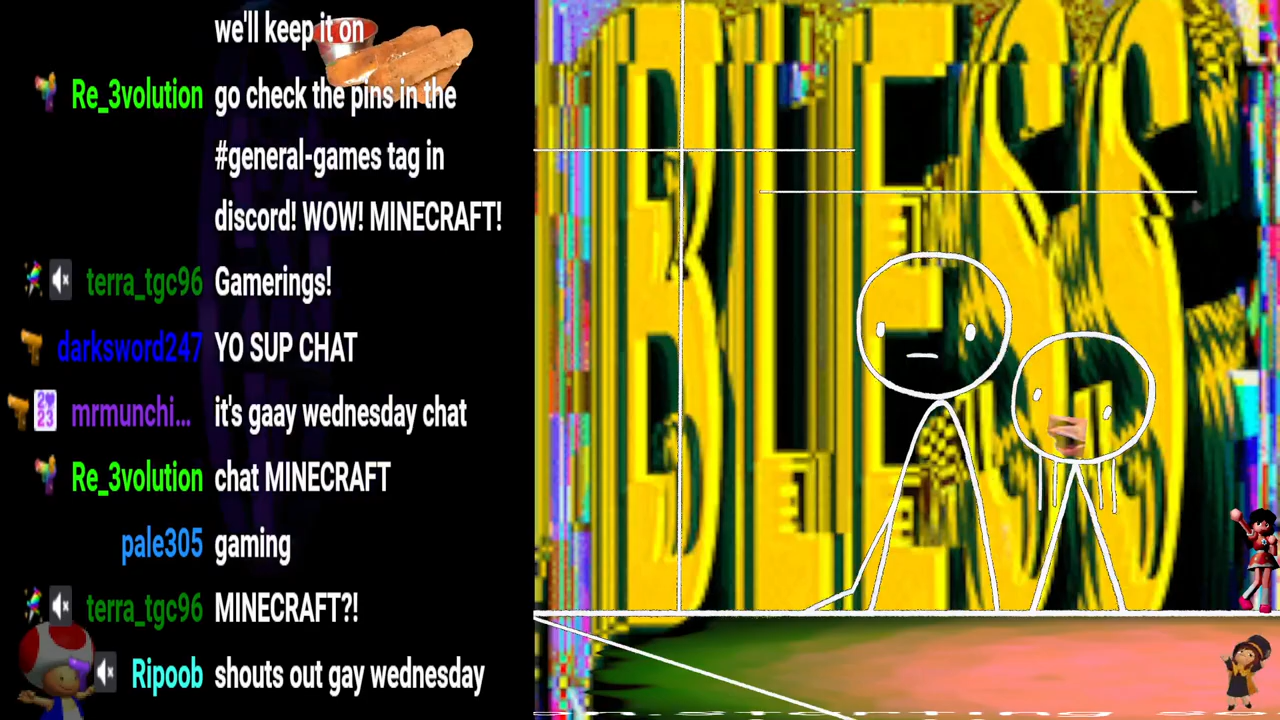 we'll keep it on
Re_3volution go check the pins in the
#general-games tag in
discord! WOW! MINECRAFT!
terra_tgc96 Gamerings!
darksword247 YO SUP CHAT
mrmunchi... it's gaay wednesday chat
Re_3volution chat MINECRAFT
pale305 gaming
terra_tgc96 MINECRAFT?!
Ripoob shouts out gay wednesday
BLESS